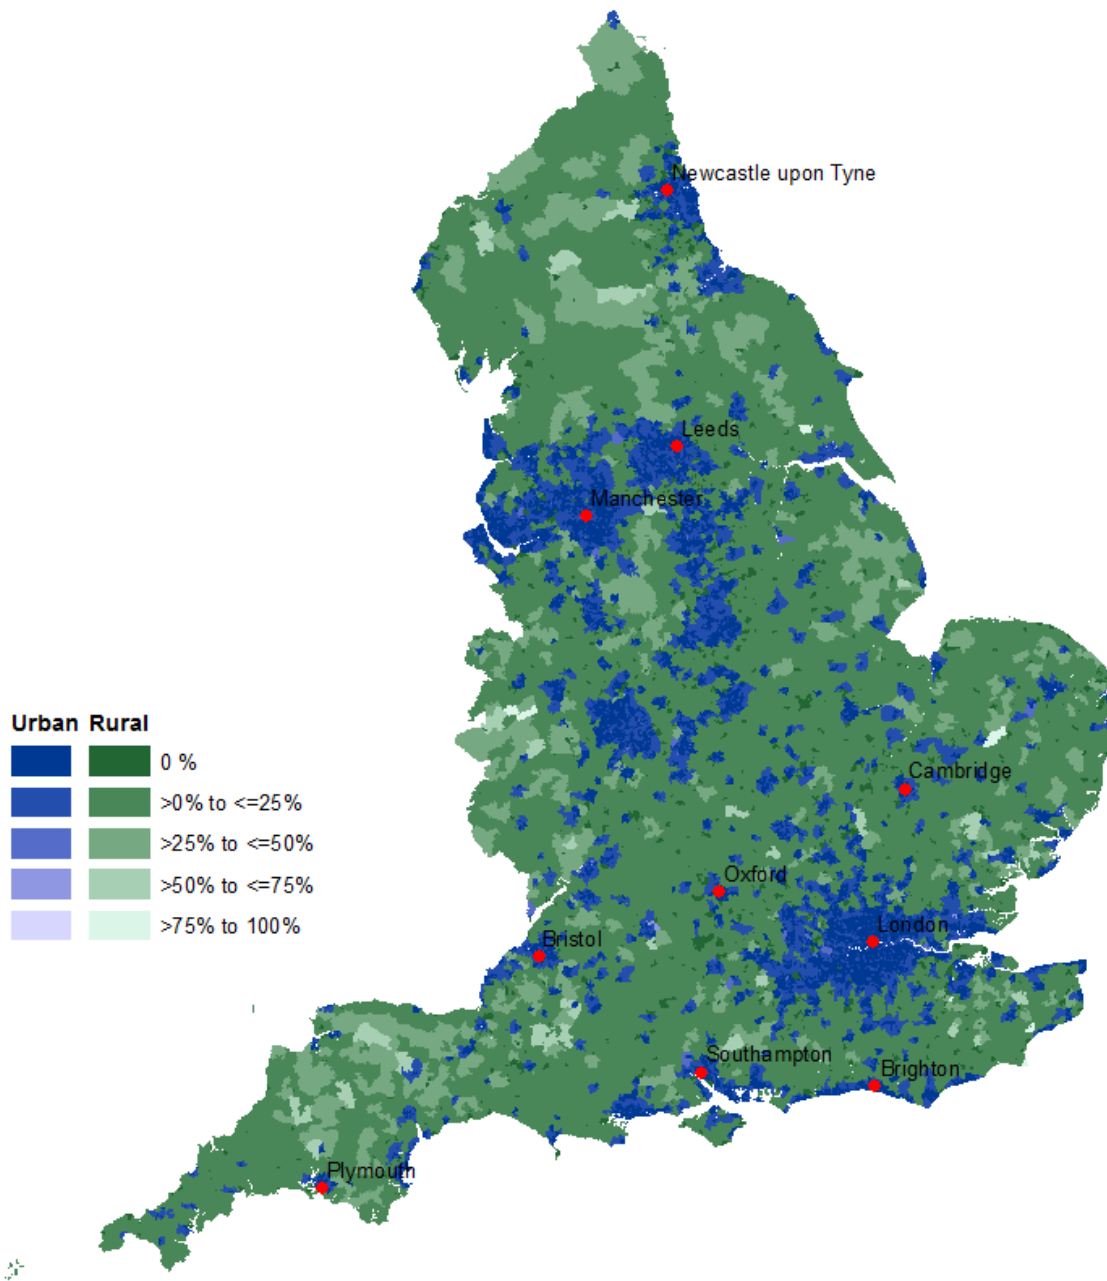 Newcastle upon Tyne
Leeds
Manchester
Urban Rural
0 %
>0% to <=25%
>25% to <=50%
>50% to <=75%
>75% to 100%
Cambridge
Oxford
London
Bristol
Southampton
Brighton
Plymouth